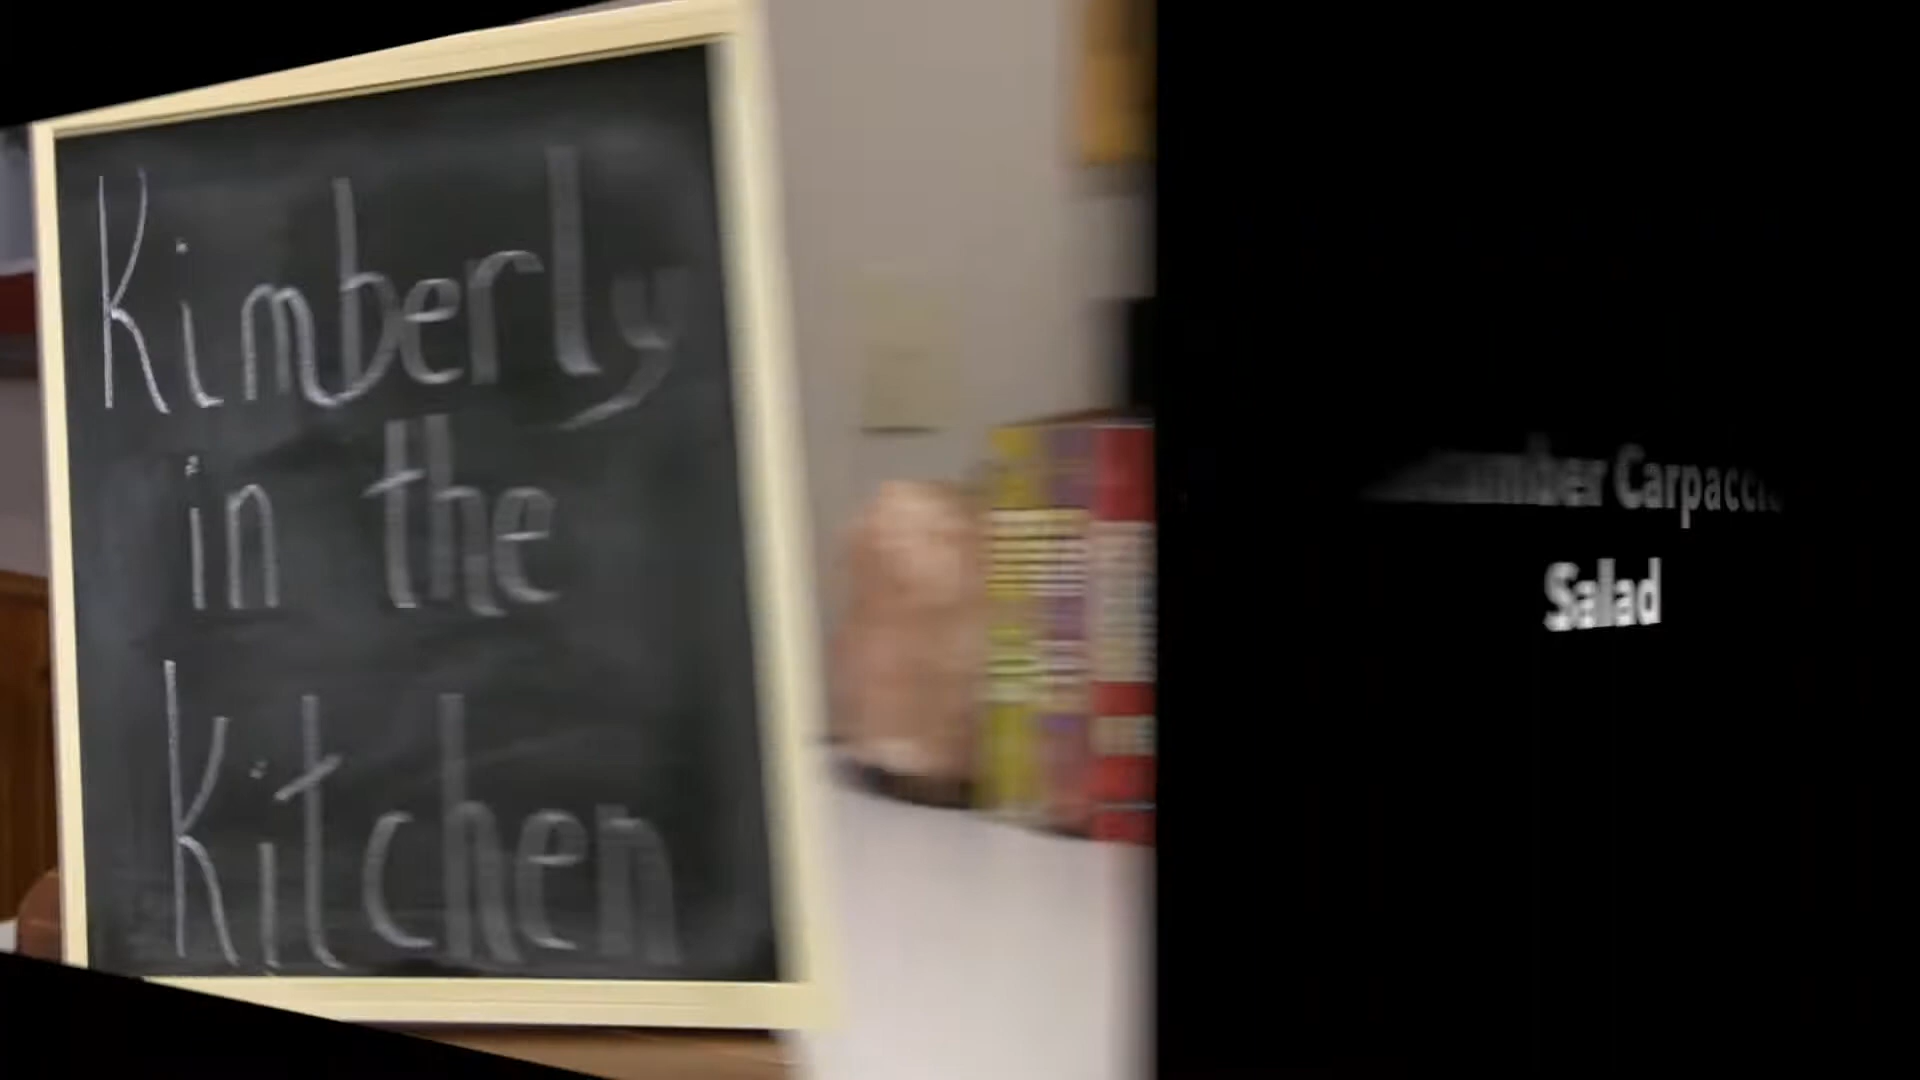 Kimberly
in the
Kitchen
Carpaccio
Salad